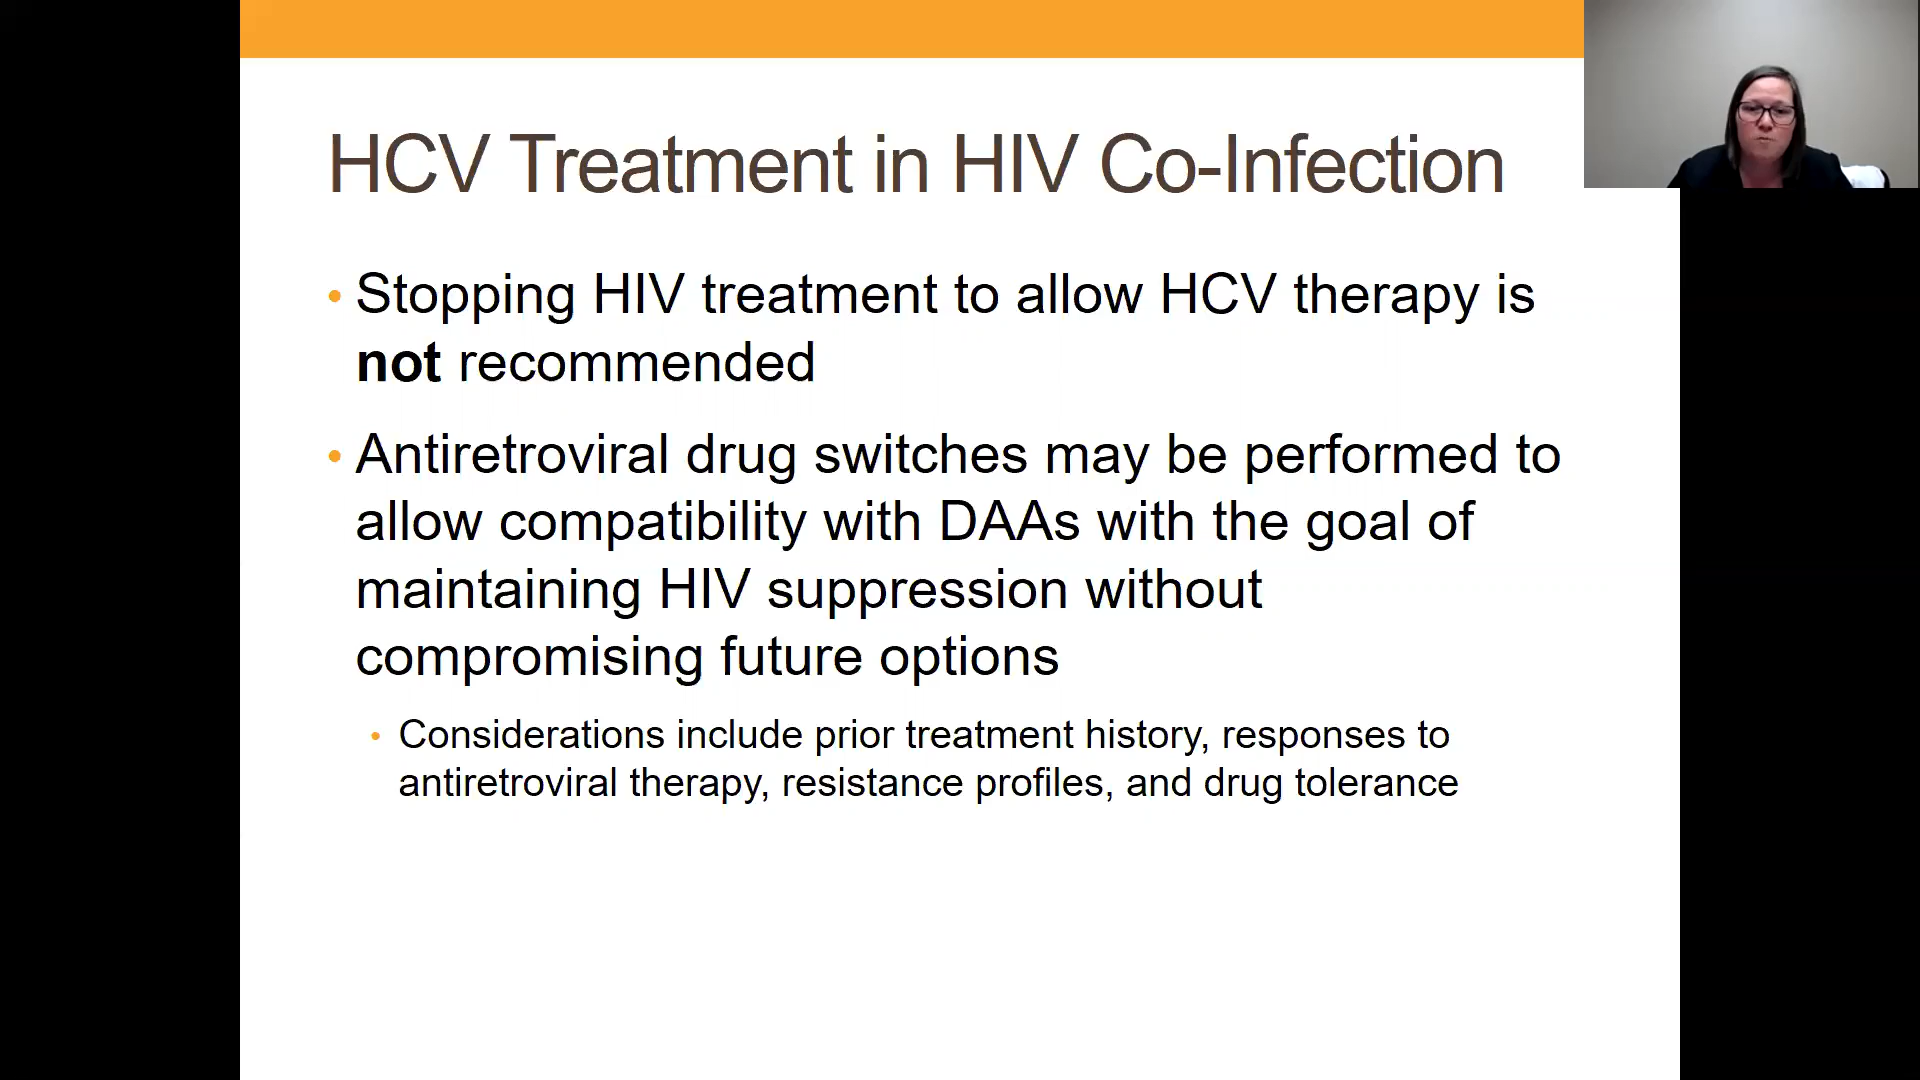 HCV Treatment in HIV Co-Infection
• Stopping HIV treatment to allow HCV therapy is
not recommended
• Antiretroviral drug switches may be performed to
allow compatibility with DAAs with the goal of
maintaining HIV suppression without
compromising future options
• Considerations include prior treatment history, responses to
antiretroviral therapy, resistance profiles, and drug tolerance